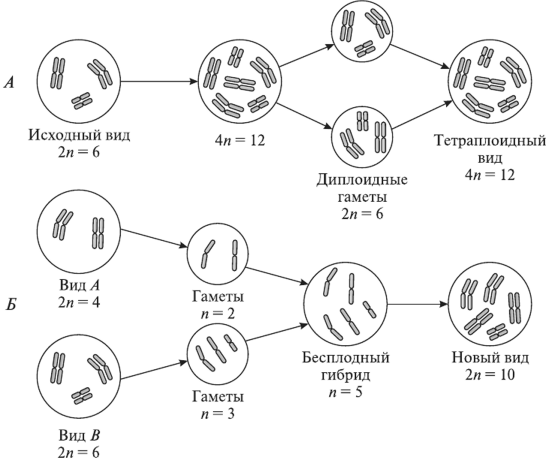 А
Исходный вид
2n = 6
4n = 12
Диплоидные
гаметы
2n = 6
Тетраплоидный
вид
4n = 12
Б
Вид А
2n = 4
Гаметы
n = 2
Вид В
2n = 6
Гаметы
n = 3
Бесплодный
гибрид
n = 5
Новый вид
2n = 10